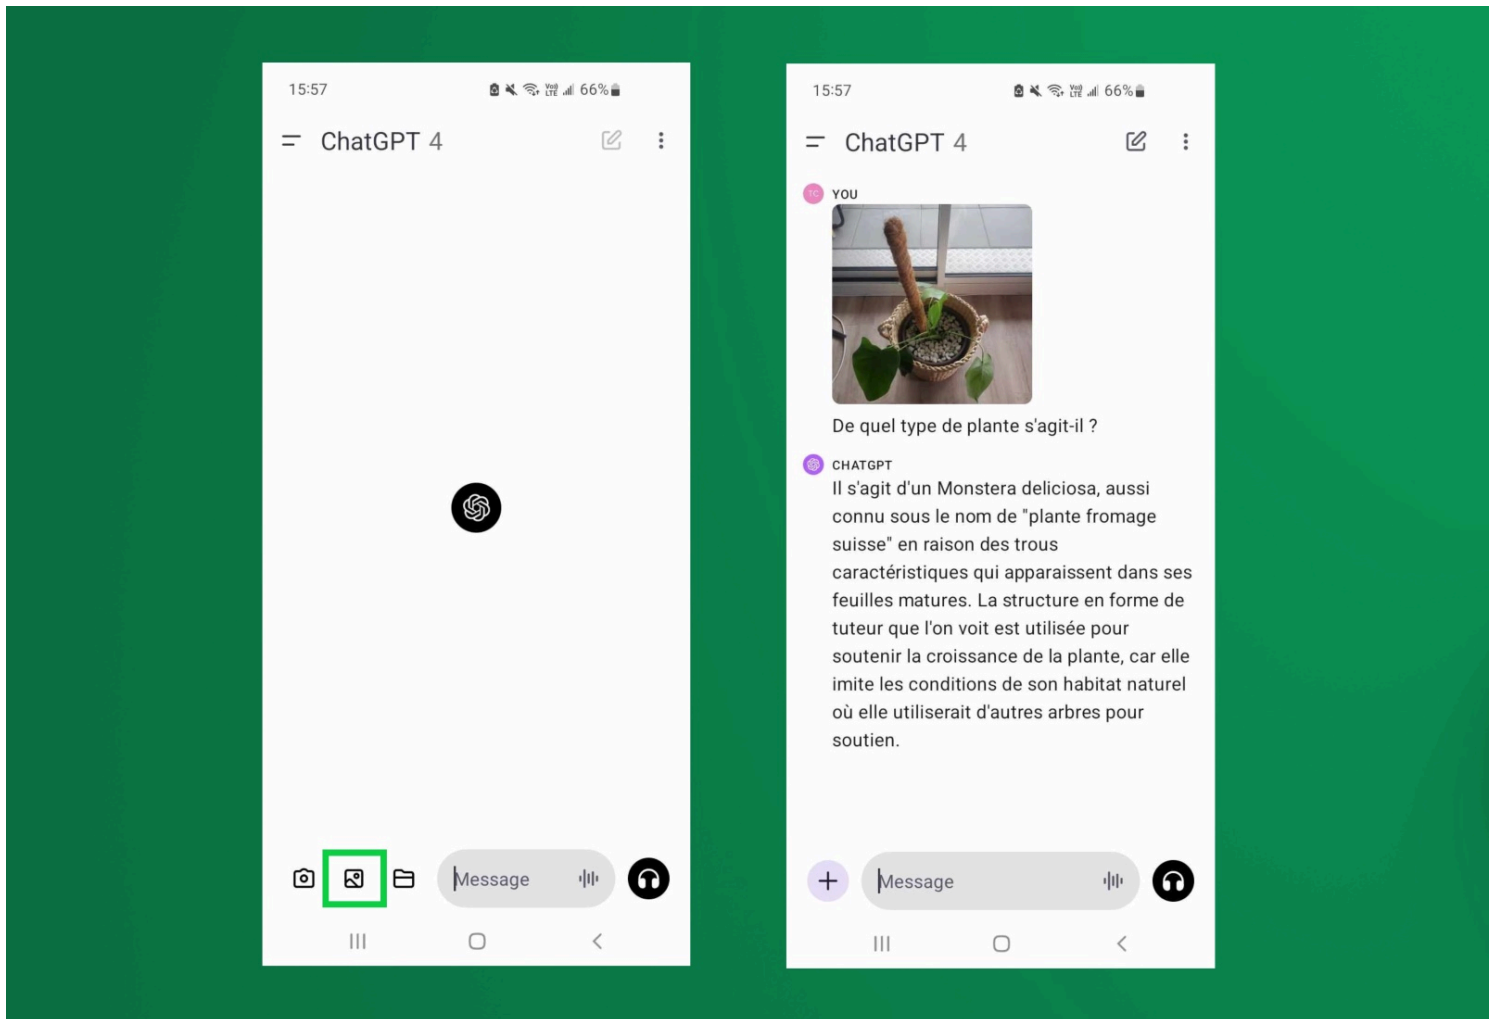 15:57
66%
ChatGPT 4
Message
15:57
66%
ChatGPT 4
TC
YOU
De quel type de plante s'agit-il ?
CHATGPT
Il s'agit d'un Monstera deliciosa, aussi
connu sous le nom de "plante fromage
suisse" en raison des trous
caractéristiques qui apparaissent dans ses
feuilles matures. La structure en forme de
tuteur que l'on voit est utilisée pour
soutenir la croissance de la plante, car elle
imite les conditions de son habitat naturel
où elle utiliserait d'autres arbres pour
soutien.
Message